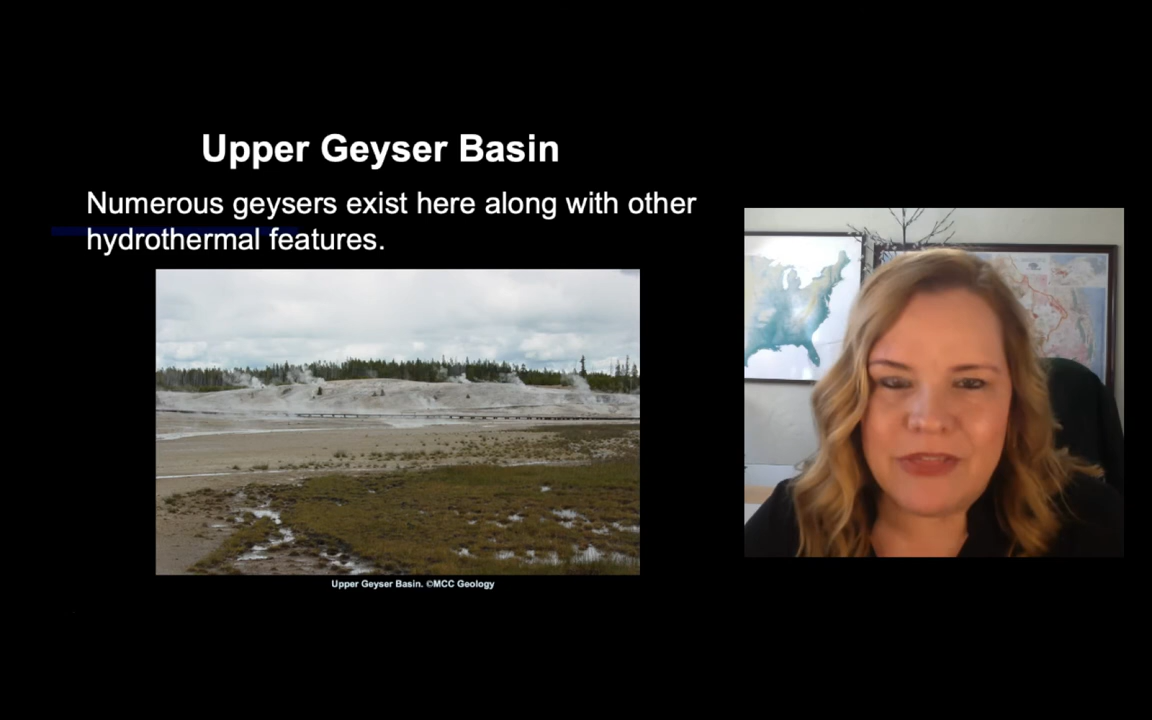 Upper Geyser Basin
Numerous geysers exist here along with other
hydrothermal features.
Upper Geyser Basin. ©MCC Geology